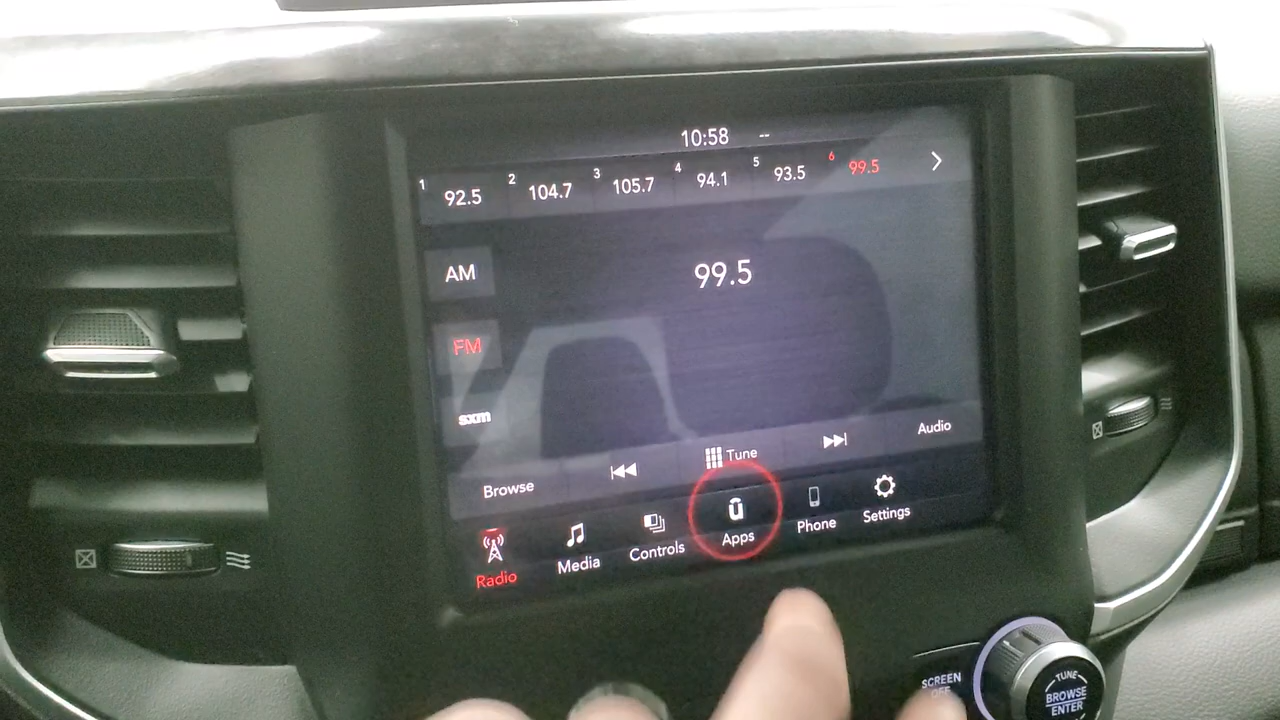 10:58 --
1 92.5 2 104.7 3 105.7 4 94.1 5 93.5 6 99.5
AM
99.5
FM
sxm
Browse Tune Audio
Radio Media Controls Apps Phone Settings
SCREEN
OFF
TUNE
BROWSE
ENTER